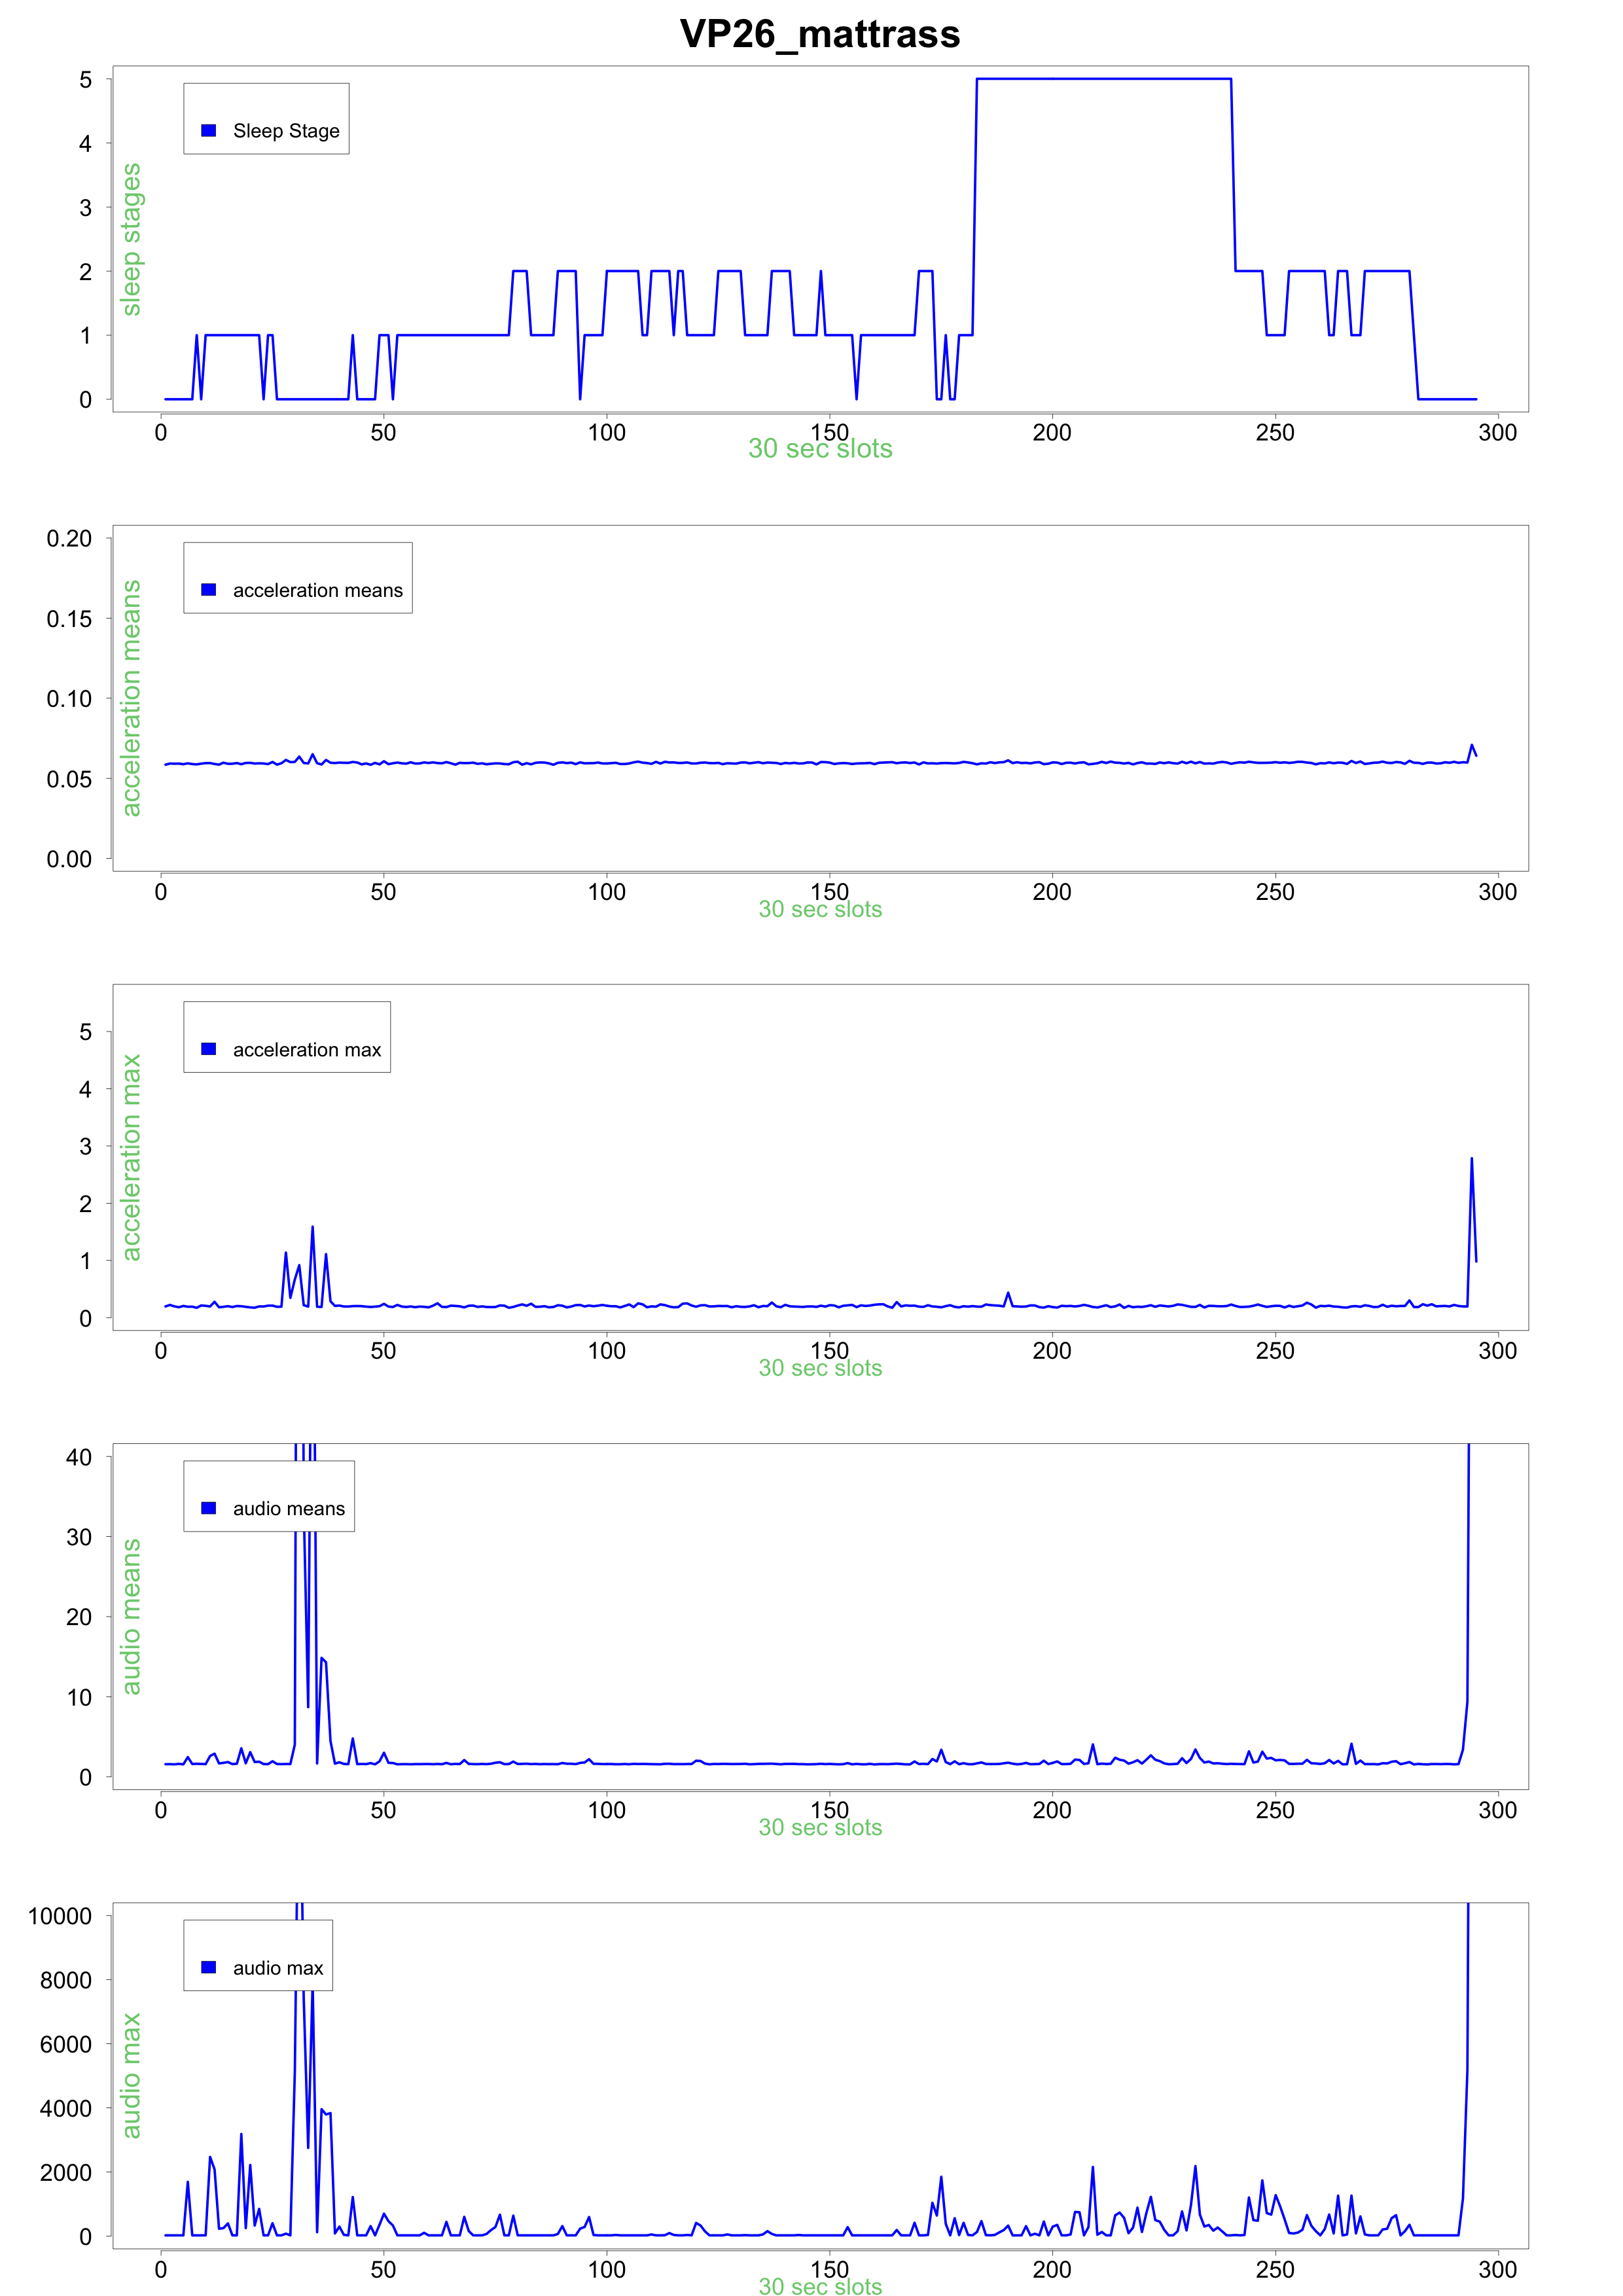 VP26_mattrass
5
4
3
2
1
0
sleep stages
Sleep Stage
0 50 100 150 200 250 300
30 sec slots
0.20
0.15
0.10
0.05
0.00
acceleration means
acceleration means
0 50 100 150 200 250 300
30 sec slots
5
4
3
2
1
0
acceleration max
acceleration max
0 50 100 150 200 250 300
30 sec slots
40
30
20
10
0
audio means
audio means
0 50 100 150 200 250 300
30 sec slots
10000
8000
6000
4000
2000
0
audio max
audio max
0 50 100 150 200 250 300
30 sec slots